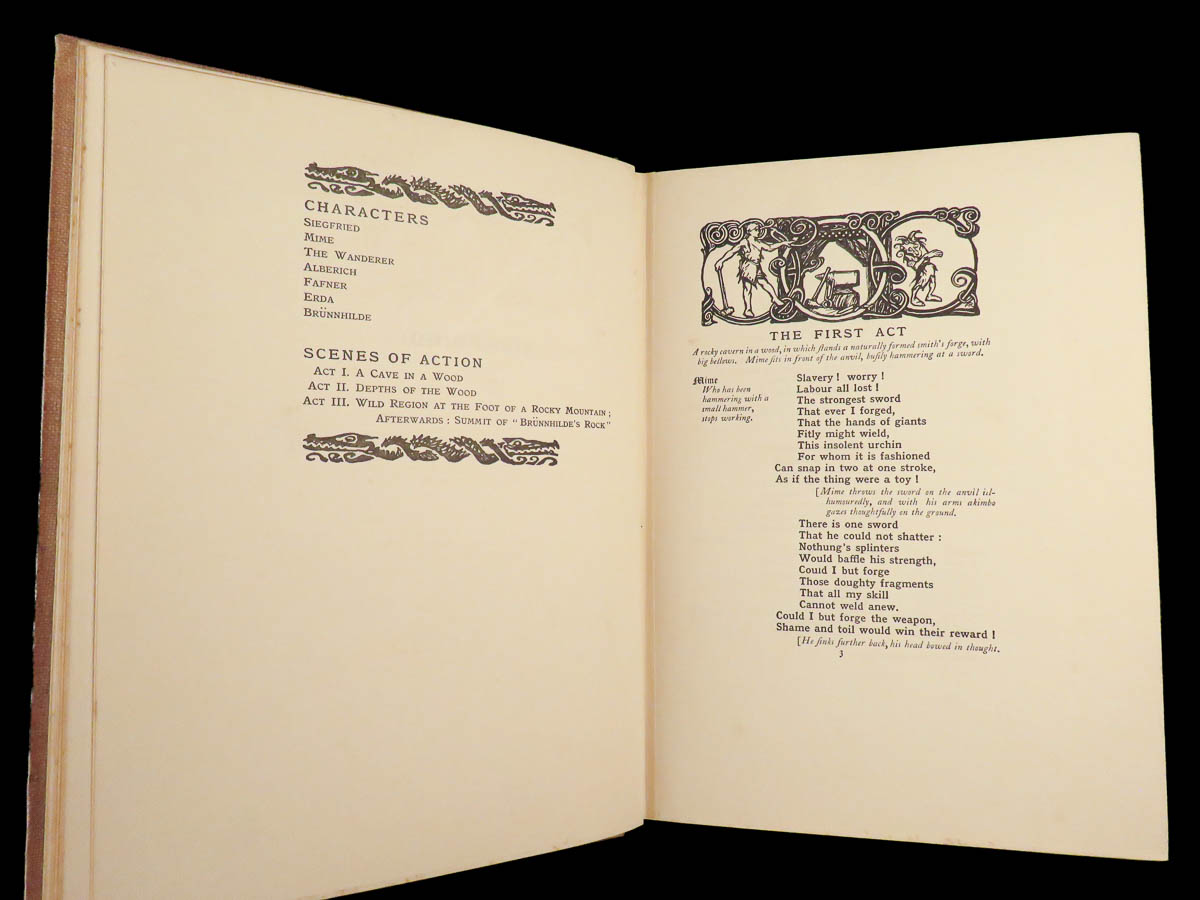 CHARACTERS
SIEGFRIED
MIME
THE WANDERER
ALBERICH
FAFNER
ERDA
BRÜNNHILDE
SCENES OF ACTION
ACT I. A CAVE IN A WOOD
ACT II. DEPTHS OF THE WOOD
ACT III. WILD REGION AT THE FOOT OF A ROCKY MOUNTAIN;
AFTERWARDS: SUMMIT OF "BRÜNNHILDE'S ROCK"
THE FIRST ACT
A rocky cavern in a wood, in which stands a naturally formed smith's forge, with
big bellows. Mime sits in front of the anvil, busily hammering at a sword.
Mime
Who has been
hammering with a
small hammer,
stops working.
Slavery! worry!
Labour all lost!
The strongest sword
That ever I forged,
That the hands of giants
Fitly might wield,
This insolent urchin
For whom it is fashioned
Can snap in two at one stroke,
As if the thing were a toy!
[Mime throws the sword on the anvil ill-
humouredly, and with his arms akimbo
gazes thoughtfully on the ground.
There is one sword
That he could not shatter:
Nothung's splinters
Would baffle his strength,
Could I but forge
Those doughty fragments
That all my skill
Cannot weld anew.
Could I but forge the weapon,
Shame and toil would win their reward!
[He sinks further back, his head bowed in thought.
3